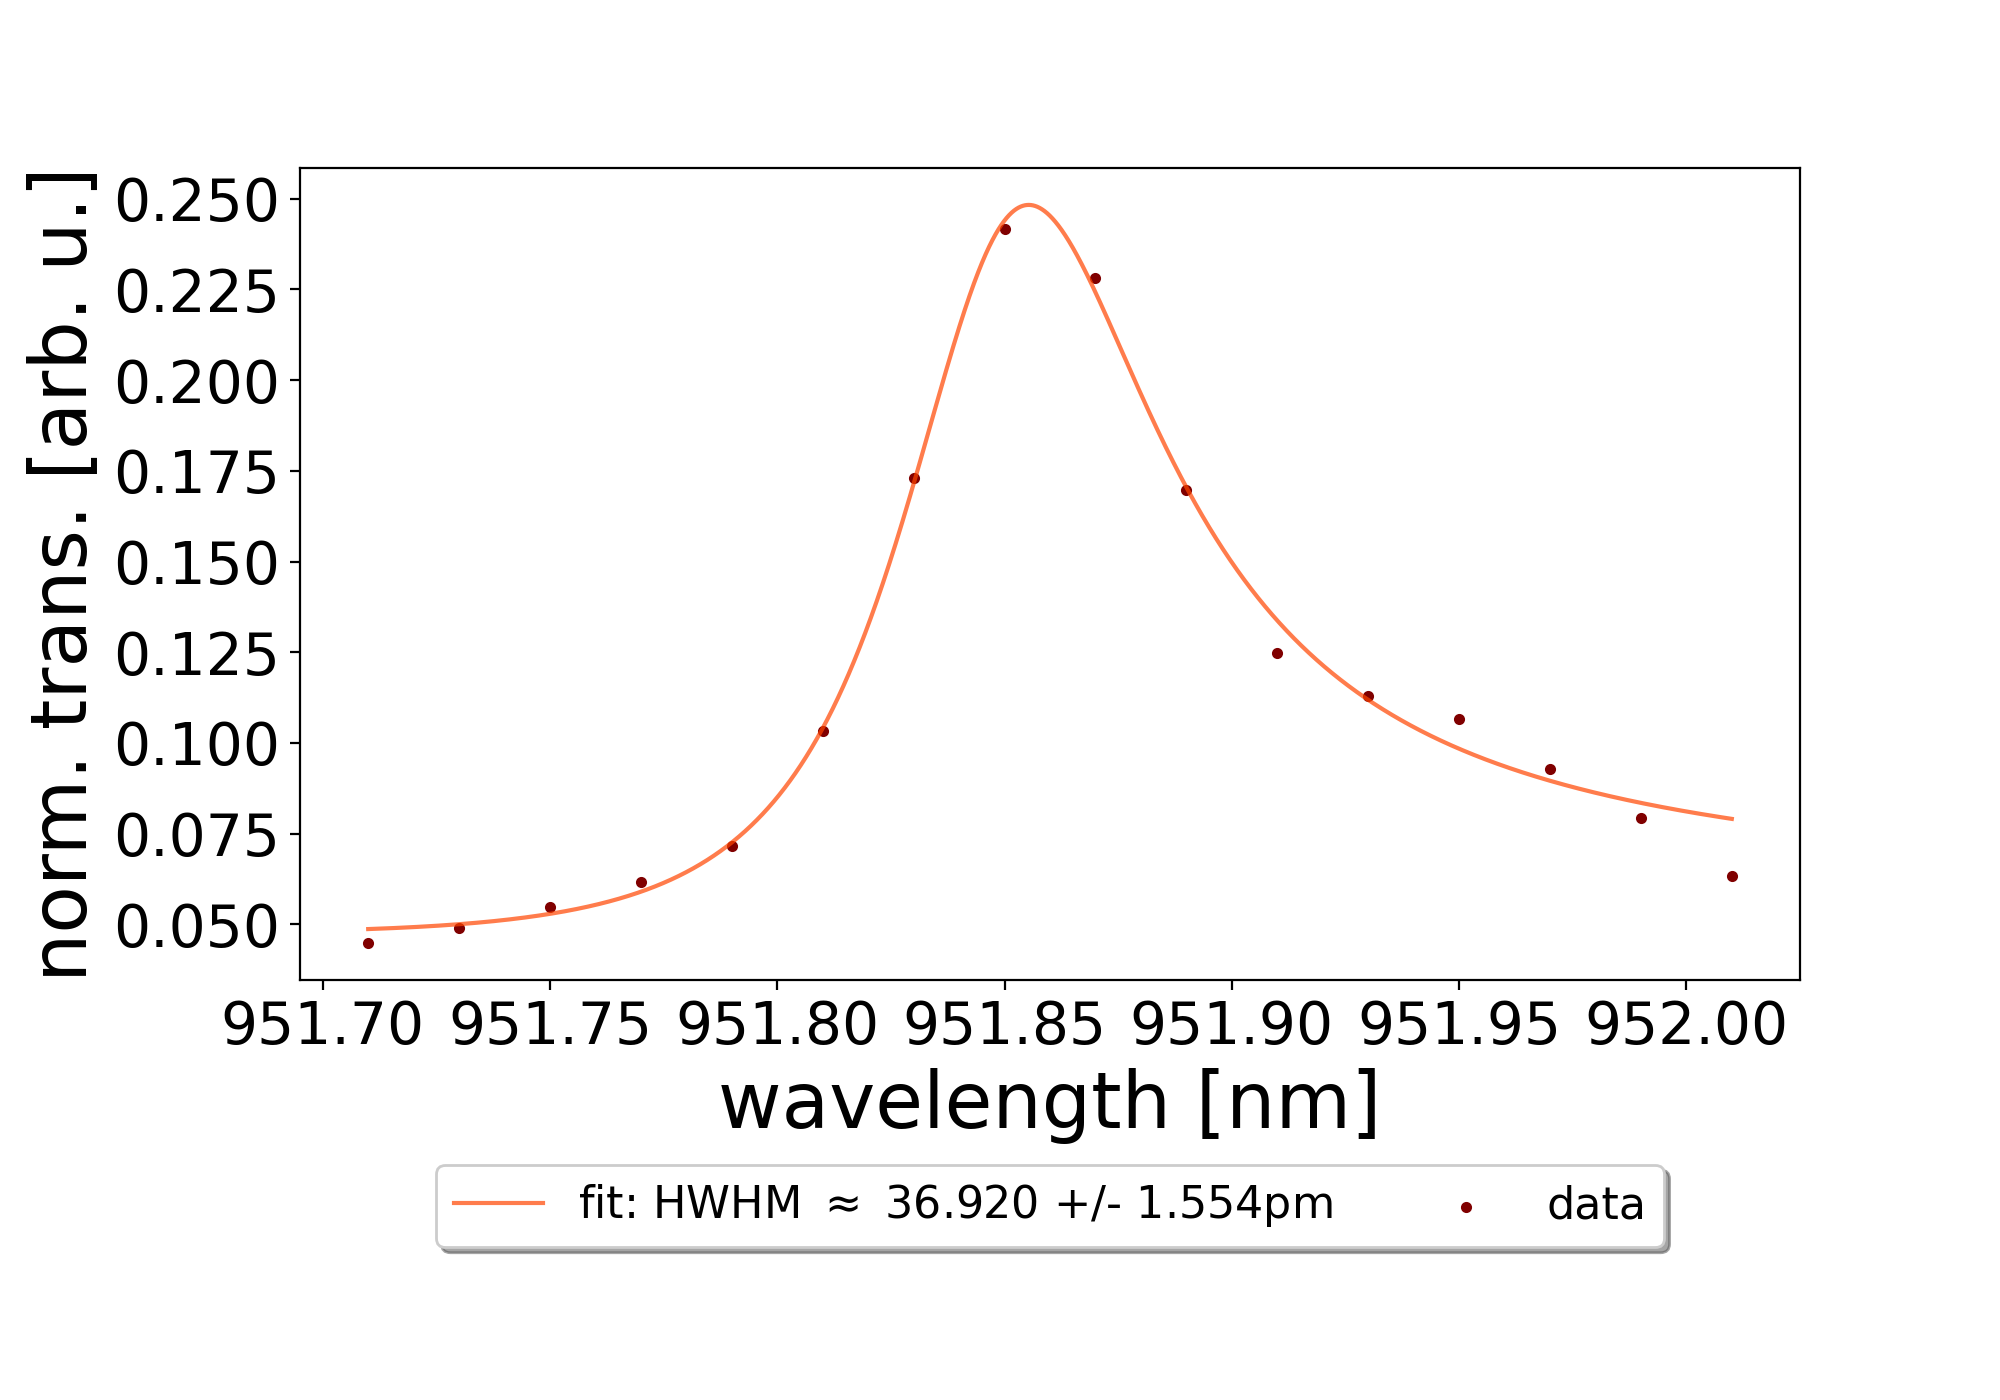 norm. trans. [arb. u.]
0.250
0.225
0.200
0.175
0.150
0.125
0.100
0.075
0.050
951.70 951.75 951.80 951.85 951.90 951.95 952.00
wavelength [nm]
fit: HWHM ≈ 36.920 +/- 1.554pm data